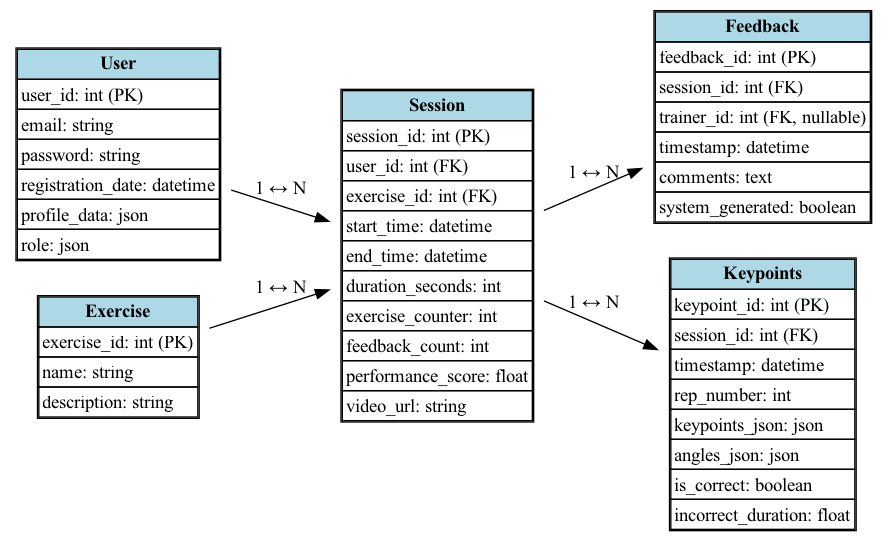 User
user_id: int (PK)
email: string
password: string
registration_date: datetime
profile_data: json
role: json
Exercise
exercise_id: int (PK)
name: string
description: string
1 ↔ N
1 ↔ N
Session
session_id: int (PK)
user_id: int (FK)
exercise_id: int (FK)
start_time: datetime
end_time: datetime
duration_seconds: int
exercise_counter: int
feedback_count: int
performance_score: float
video_url: string
1 ↔ N
1 ↔ N
Feedback
feedback_id: int (PK)
session_id: int (FK)
trainer_id: int (FK, nullable)
timestamp: datetime
comments: text
system_generated: boolean
Keypoints
keypoint_id: int (PK)
session_id: int (FK)
timestamp: datetime
rep_number: int
keypoints_json: json
angles_json: json
is_correct: boolean
incorrect_duration: float